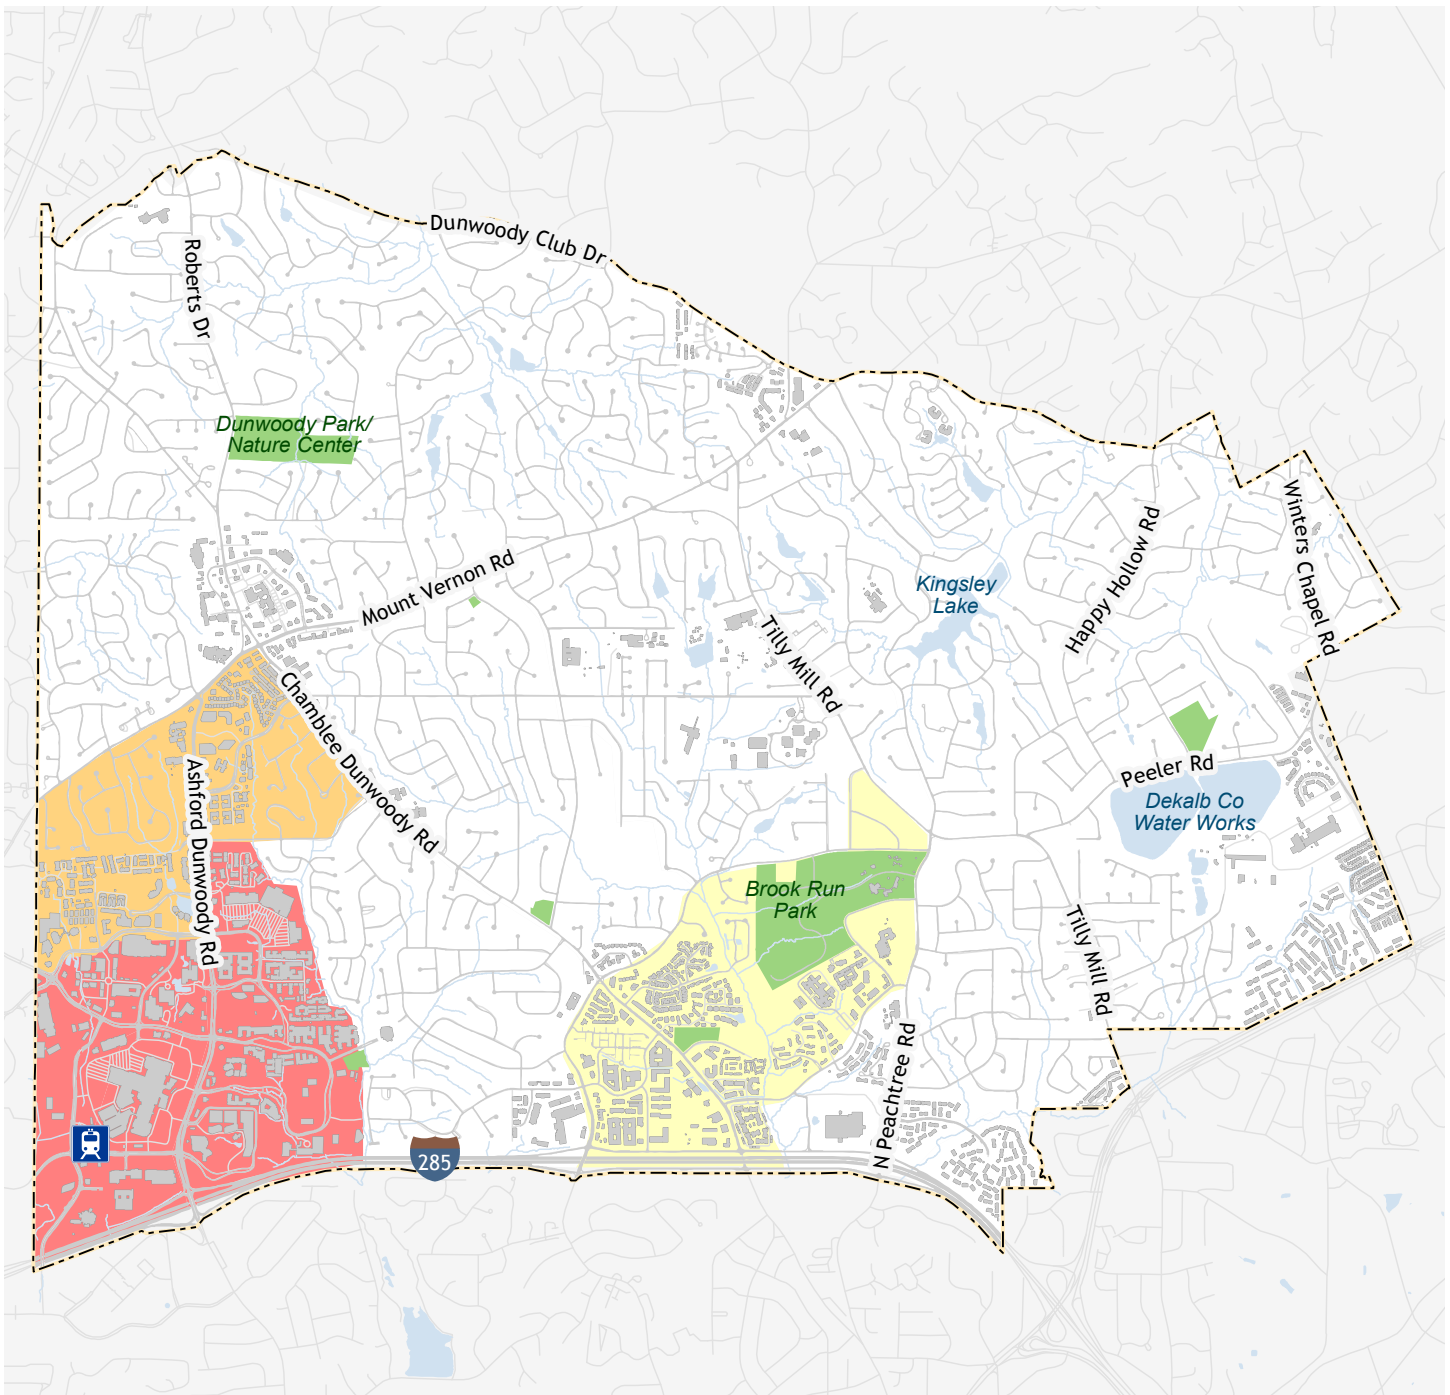 Dunwoody Club Dr
Roberts Dr
Dunwoody Park/
Nature Center
Mount Vernon Rd
Kingsley
Lake
Happy Hollow Rd
Winters Chapel Rd
Tilly Mill Rd
Chamblee Dunwoody Rd
Ashford Dunwoody Rd
Peeler Rd
Dekalb Co
Water Works
Brook Run
Park
Tilly Mill Rd
N Peachtree Rd
285